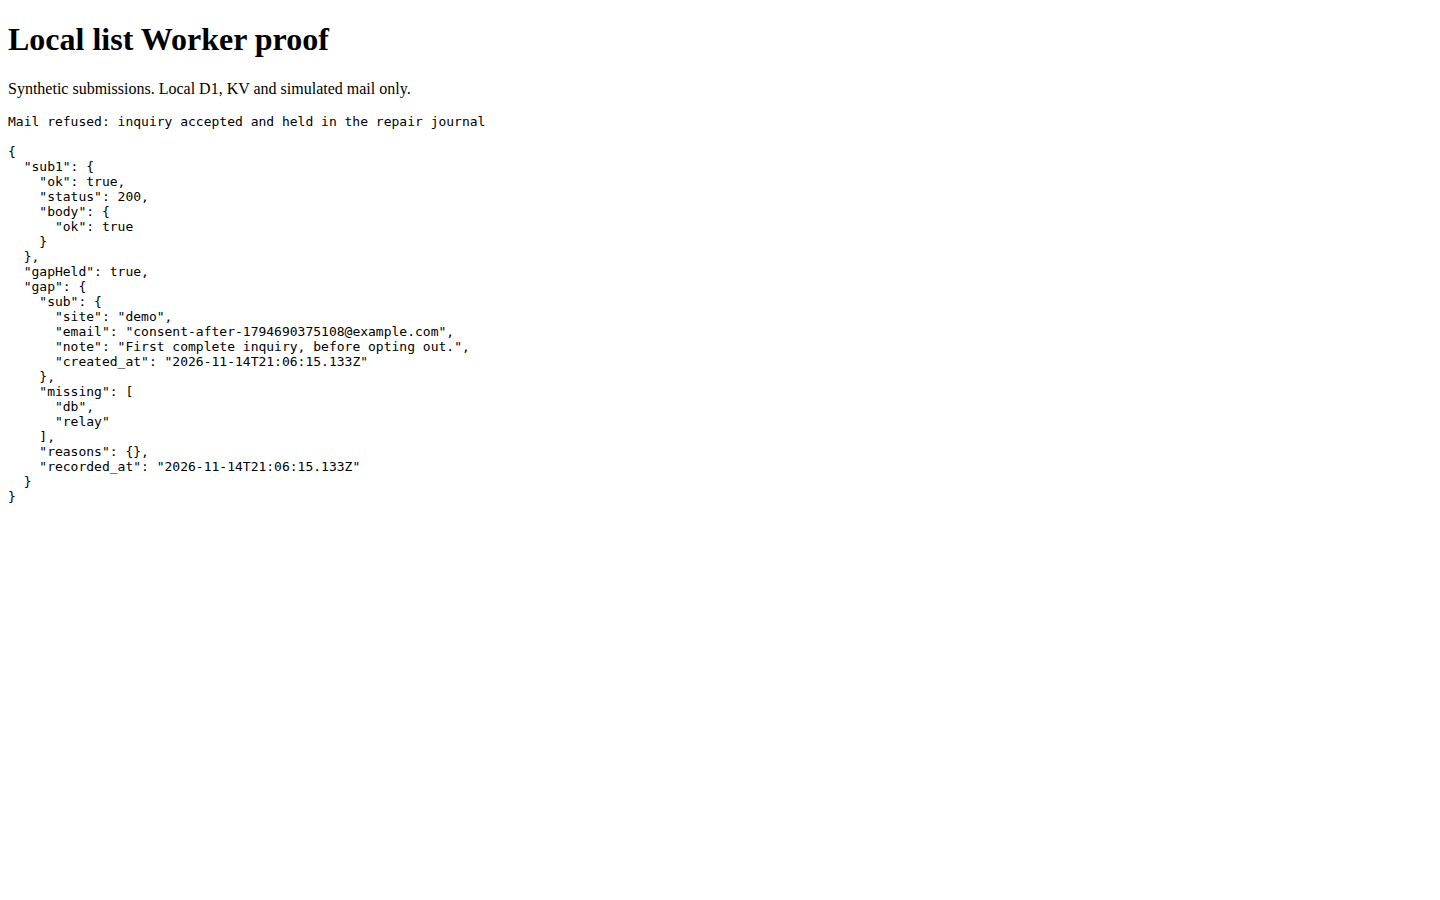 Local list Worker proof
Synthetic submissions. Local D1, KV and simulated mail only.
Mail refused: inquiry accepted and held in the repair journal
{
  "sub1": {
    "ok": true,
    "status": 200,
    "body": {
      "ok": true
    }
  },
  "gapHeld": true,
  "gap": {
    "sub": {
      "site": "demo",
      "email": "consent-after-1794690375108@example.com",
      "note": "First complete inquiry, before opting out.",
      "created_at": "2026-11-14T21:06:15.133Z"
    },
    "missing": [
      "db",
      "relay"
    ],
    "reasons": {},
    "recorded_at": "2026-11-14T21:06:15.133Z"
  }
}